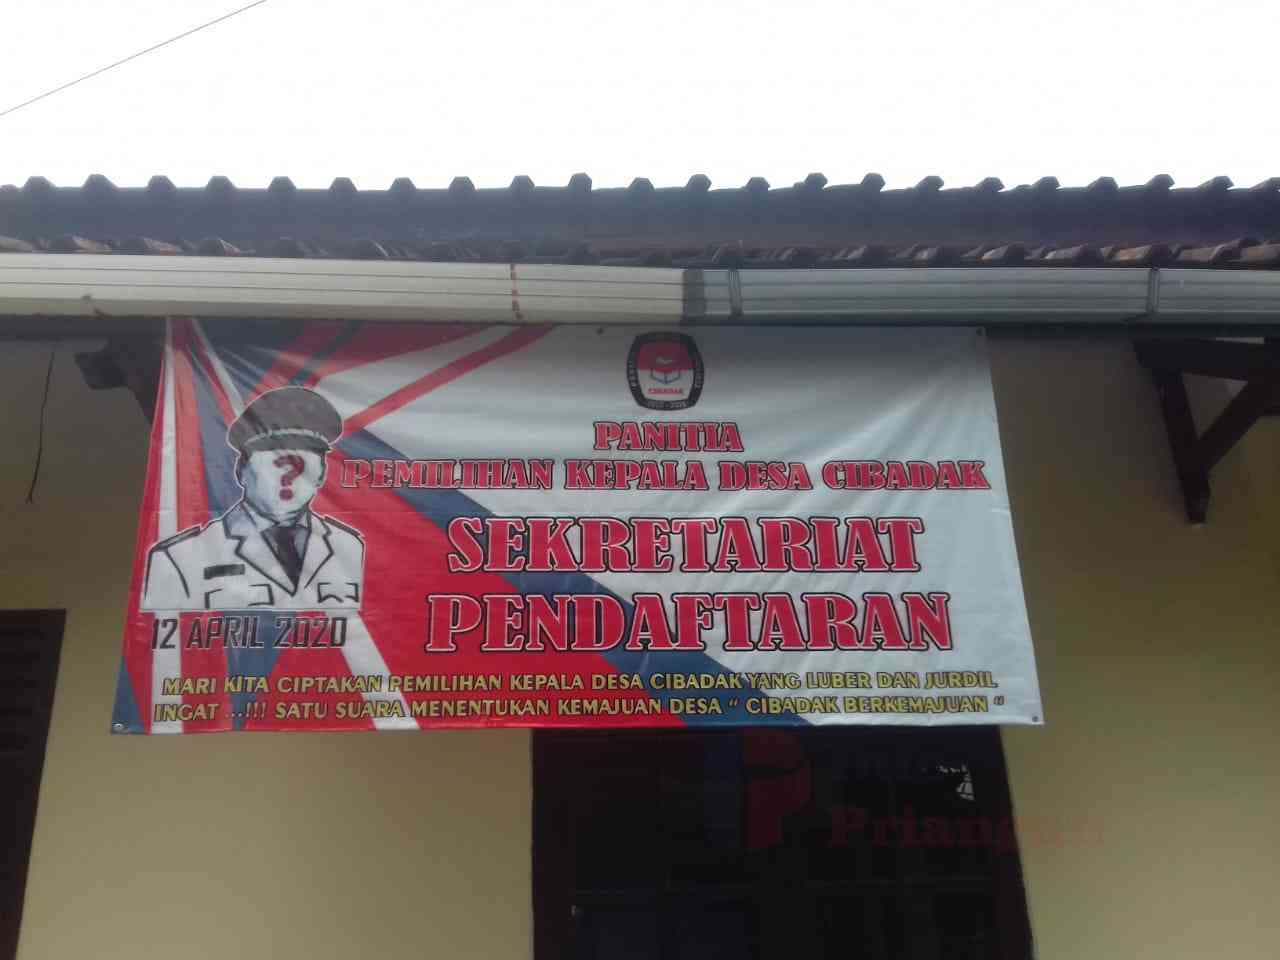 CIBADAK
PANITIA
PEMILIHAN KEPALA DESA CIBADAK
SEKRETARIAT
PENDAFTARAN
?
12 APRIL 2020
MARI KITA CIPTAKAN PEMILIHAN KEPALA DESA CIBADAK YANG LUBER DAN JURDIL
INGAT ...!!! SATU SUARA MENENTUKAN KEMAJUAN DESA “ CIBADAK BERKEMAJUAN “